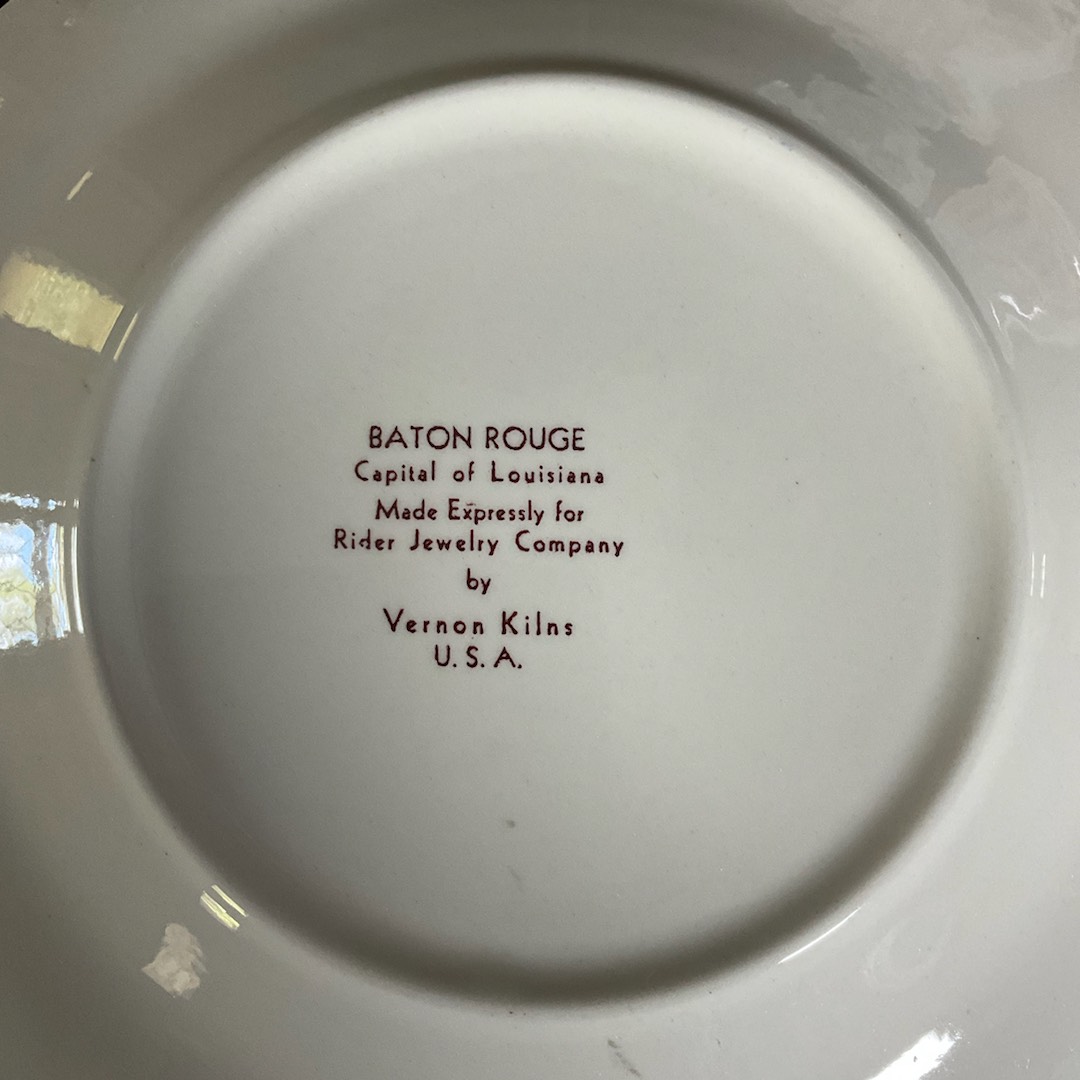 BATON ROUGE
Capital of Louisiana
Made Expressly for
Rider Jewelry Company
by
Vernon Kilns
U. S. A.